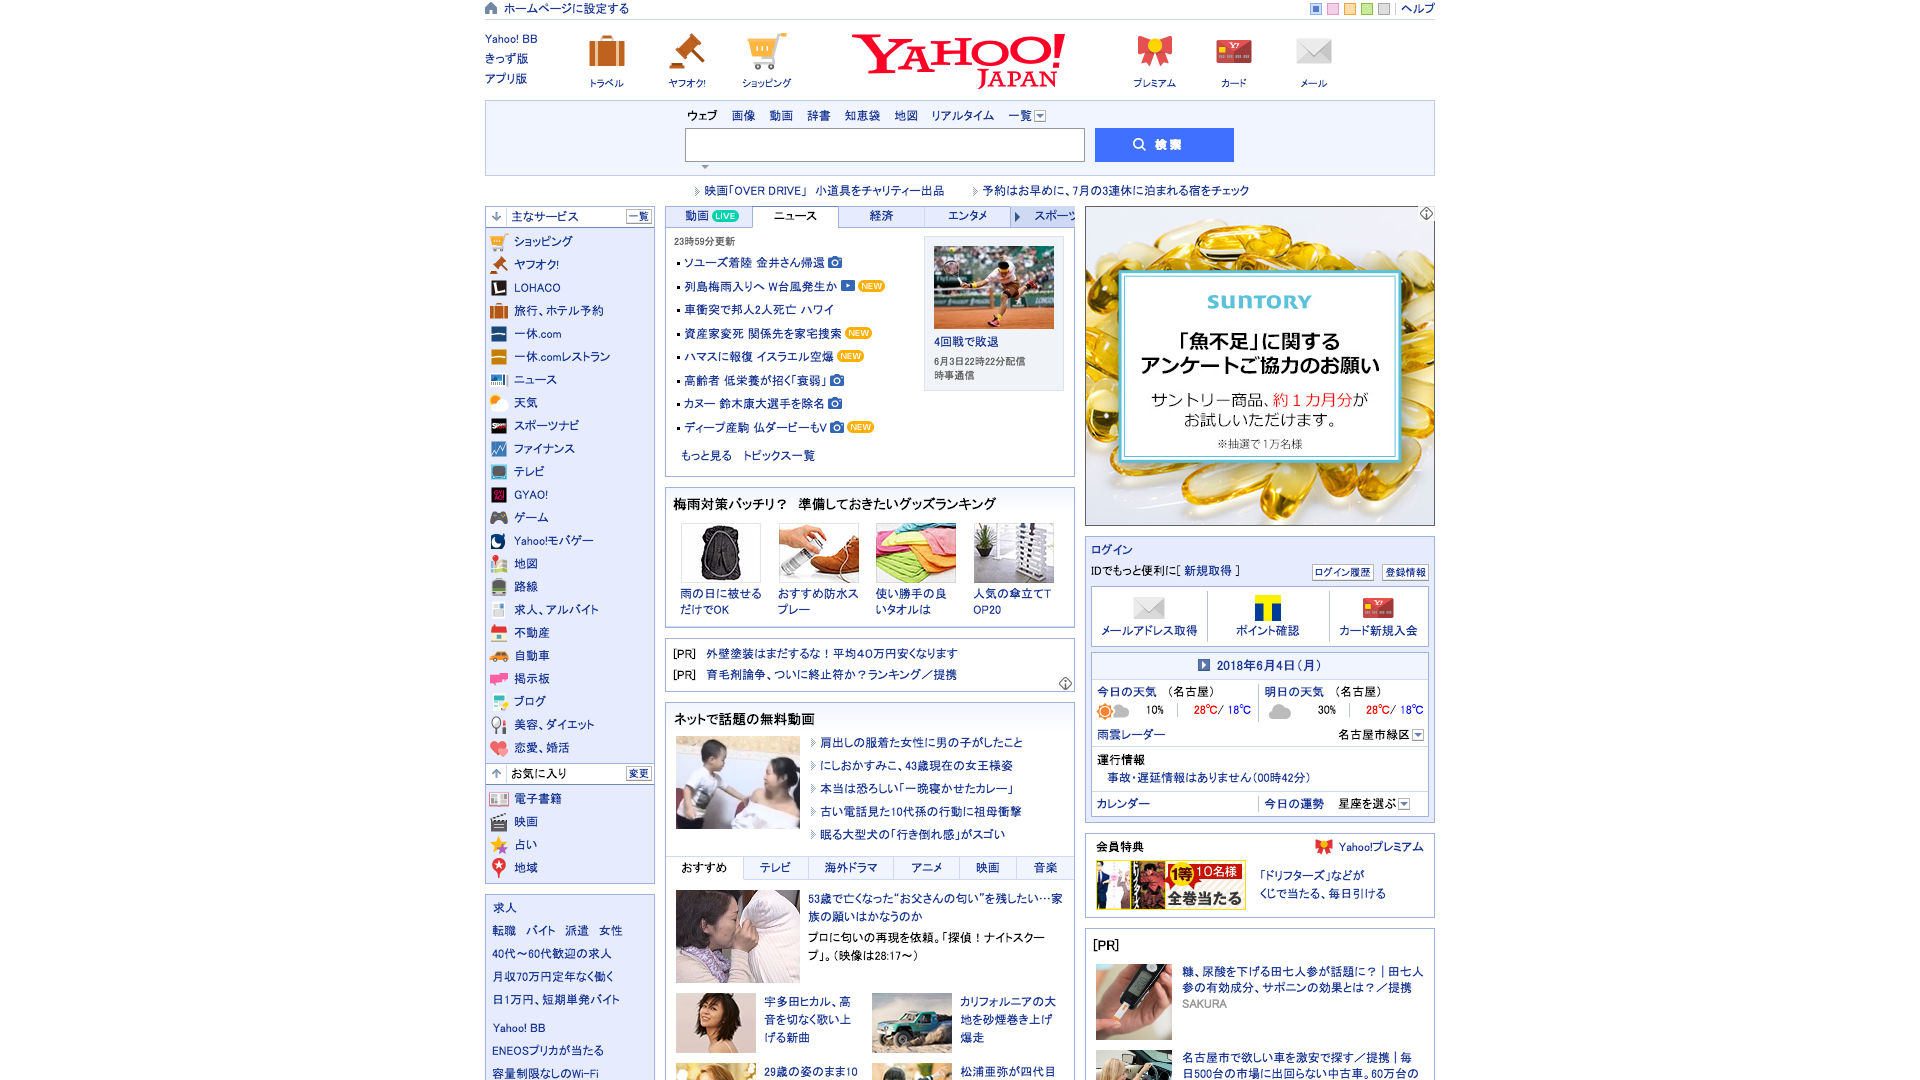 ホームページに設定する
ヘルプ
Yahoo! BB
きっず版
アプリ版
トラベル
ヤフオク!
ショッピング
YAHOO!
JAPAN
プレミアム
カード
メール
ウェブ 画像 動画 辞書 知恵袋 地図 リアルタイム 一覧
検索
映画「OVER DRIVE」 小道具をチャリティー出品
予約はお早めに、7月の3連休に泊まれる宿をチェック
主なサービス 一覧
ショッピング
ヤフオク!
LOHACO
旅行、ホテル予約
一休.com
一休.comレストラン
ニュース
天気
スポーツナビ
ファイナンス
テレビ
GYAO!
ゲーム
Yahoo!モバゲー
地図
路線
求人、アルバイト
不動産
自動車
掲示板
ブログ
美容、ダイエット
恋愛、婚活
お気に入り 変更
電子書籍
映画
占い
地域
求人
転職 バイト 派遣 女性
40代〜60代歓迎の求人
月収70万円定年なく働く
日1万円、短期単発バイト
Yahoo! BB
ENEOSプリカが当たる
容量制限なしのWi-Fi
動画 LIVE ニュース 経済 エンタメ スポーツ
23時59分更新
ソユーズ着陸 金井さん帰還
列島梅雨入りへ W台風発生か NEW
車衝突で邦人2人死亡 ハワイ
資産家変死 関係先を家宅捜索 NEW
ハマスに報復 イスラエル空爆 NEW
高齢者 低栄養が招く「衰弱」
カヌー 鈴木康大選手を除名
ディープ産駒 仏ダービーもV NEW
もっと見る トピックス一覧
4回戦で敗退
6月3日22時22分配信
時事通信
梅雨対策バッチリ? 準備しておきたいグッズランキング
雨の日に被せる
だけでOK
おすすめ防水ス
プレー
使い勝手の良
いタオルは
人気の傘立てT
OP20
[PR] 外壁塗装はまだするな!平均40万円安くなります
[PR] 育毛剤論争、ついに終止符か?ランキング/提携
ネットで話題の無料動画
肩出しの服着た女性に男の子がしたこと
にしおかすみこ、43歳現在の女王様姿
本当は恐ろしい「一晩寝かせたカレー」
古い電話見た10代孫の行動に祖母衝撃
眠る大型犬の「行き倒れ感」がスゴい
おすすめ テレビ 海外ドラマ アニメ 映画 音楽
53歳で亡くなった“お父さんの匂い”を残したい…家
族の願いはかなうのか
プロに匂いの再現を依頼。「探偵!ナイトスクー
プ」。(映像は28:17〜)
宇多田ヒカル、高
音を切なく歌い上
げる新曲
カリフォルニアの大
地を砂煙巻き上げ
爆走
29歳の姿のまま10
松浦亜弥が四代目
SUNTORY
「魚不足」に関する
アンケートご協力のお願い
サントリー商品、約1カ月分が
お試しいただけます。
※抽選で1万名様
ログイン
IDでもっと便利に[ 新規取得 ]
ログイン履歴 登録情報
メールアドレス取得
ポイント確認
カード新規入会
2018年6月4日(月)
今日の天気 (名古屋)
10% 28℃/ 18℃
明日の天気 (名古屋)
30% 28℃/ 18℃
雨雲レーダー
名古屋市緑区
運行情報
事故・遅延情報はありません(00時42分)
カレンダー 今日の運勢 星座を選ぶ
会員特典 Yahoo!プレミアム
1等 10名様
全巻当たる
「ドリフターズ」などが
くじで当たる、毎日引ける
[PR]
糠、尿酸を下げる田七人参が話題に?|田七人
参の有効成分、サポニンの効果とは?/提携
SAKURA
名古屋市で欲しい車を激安で探す/提携|毎
日500台の市場に出回らない中古車。60万台の